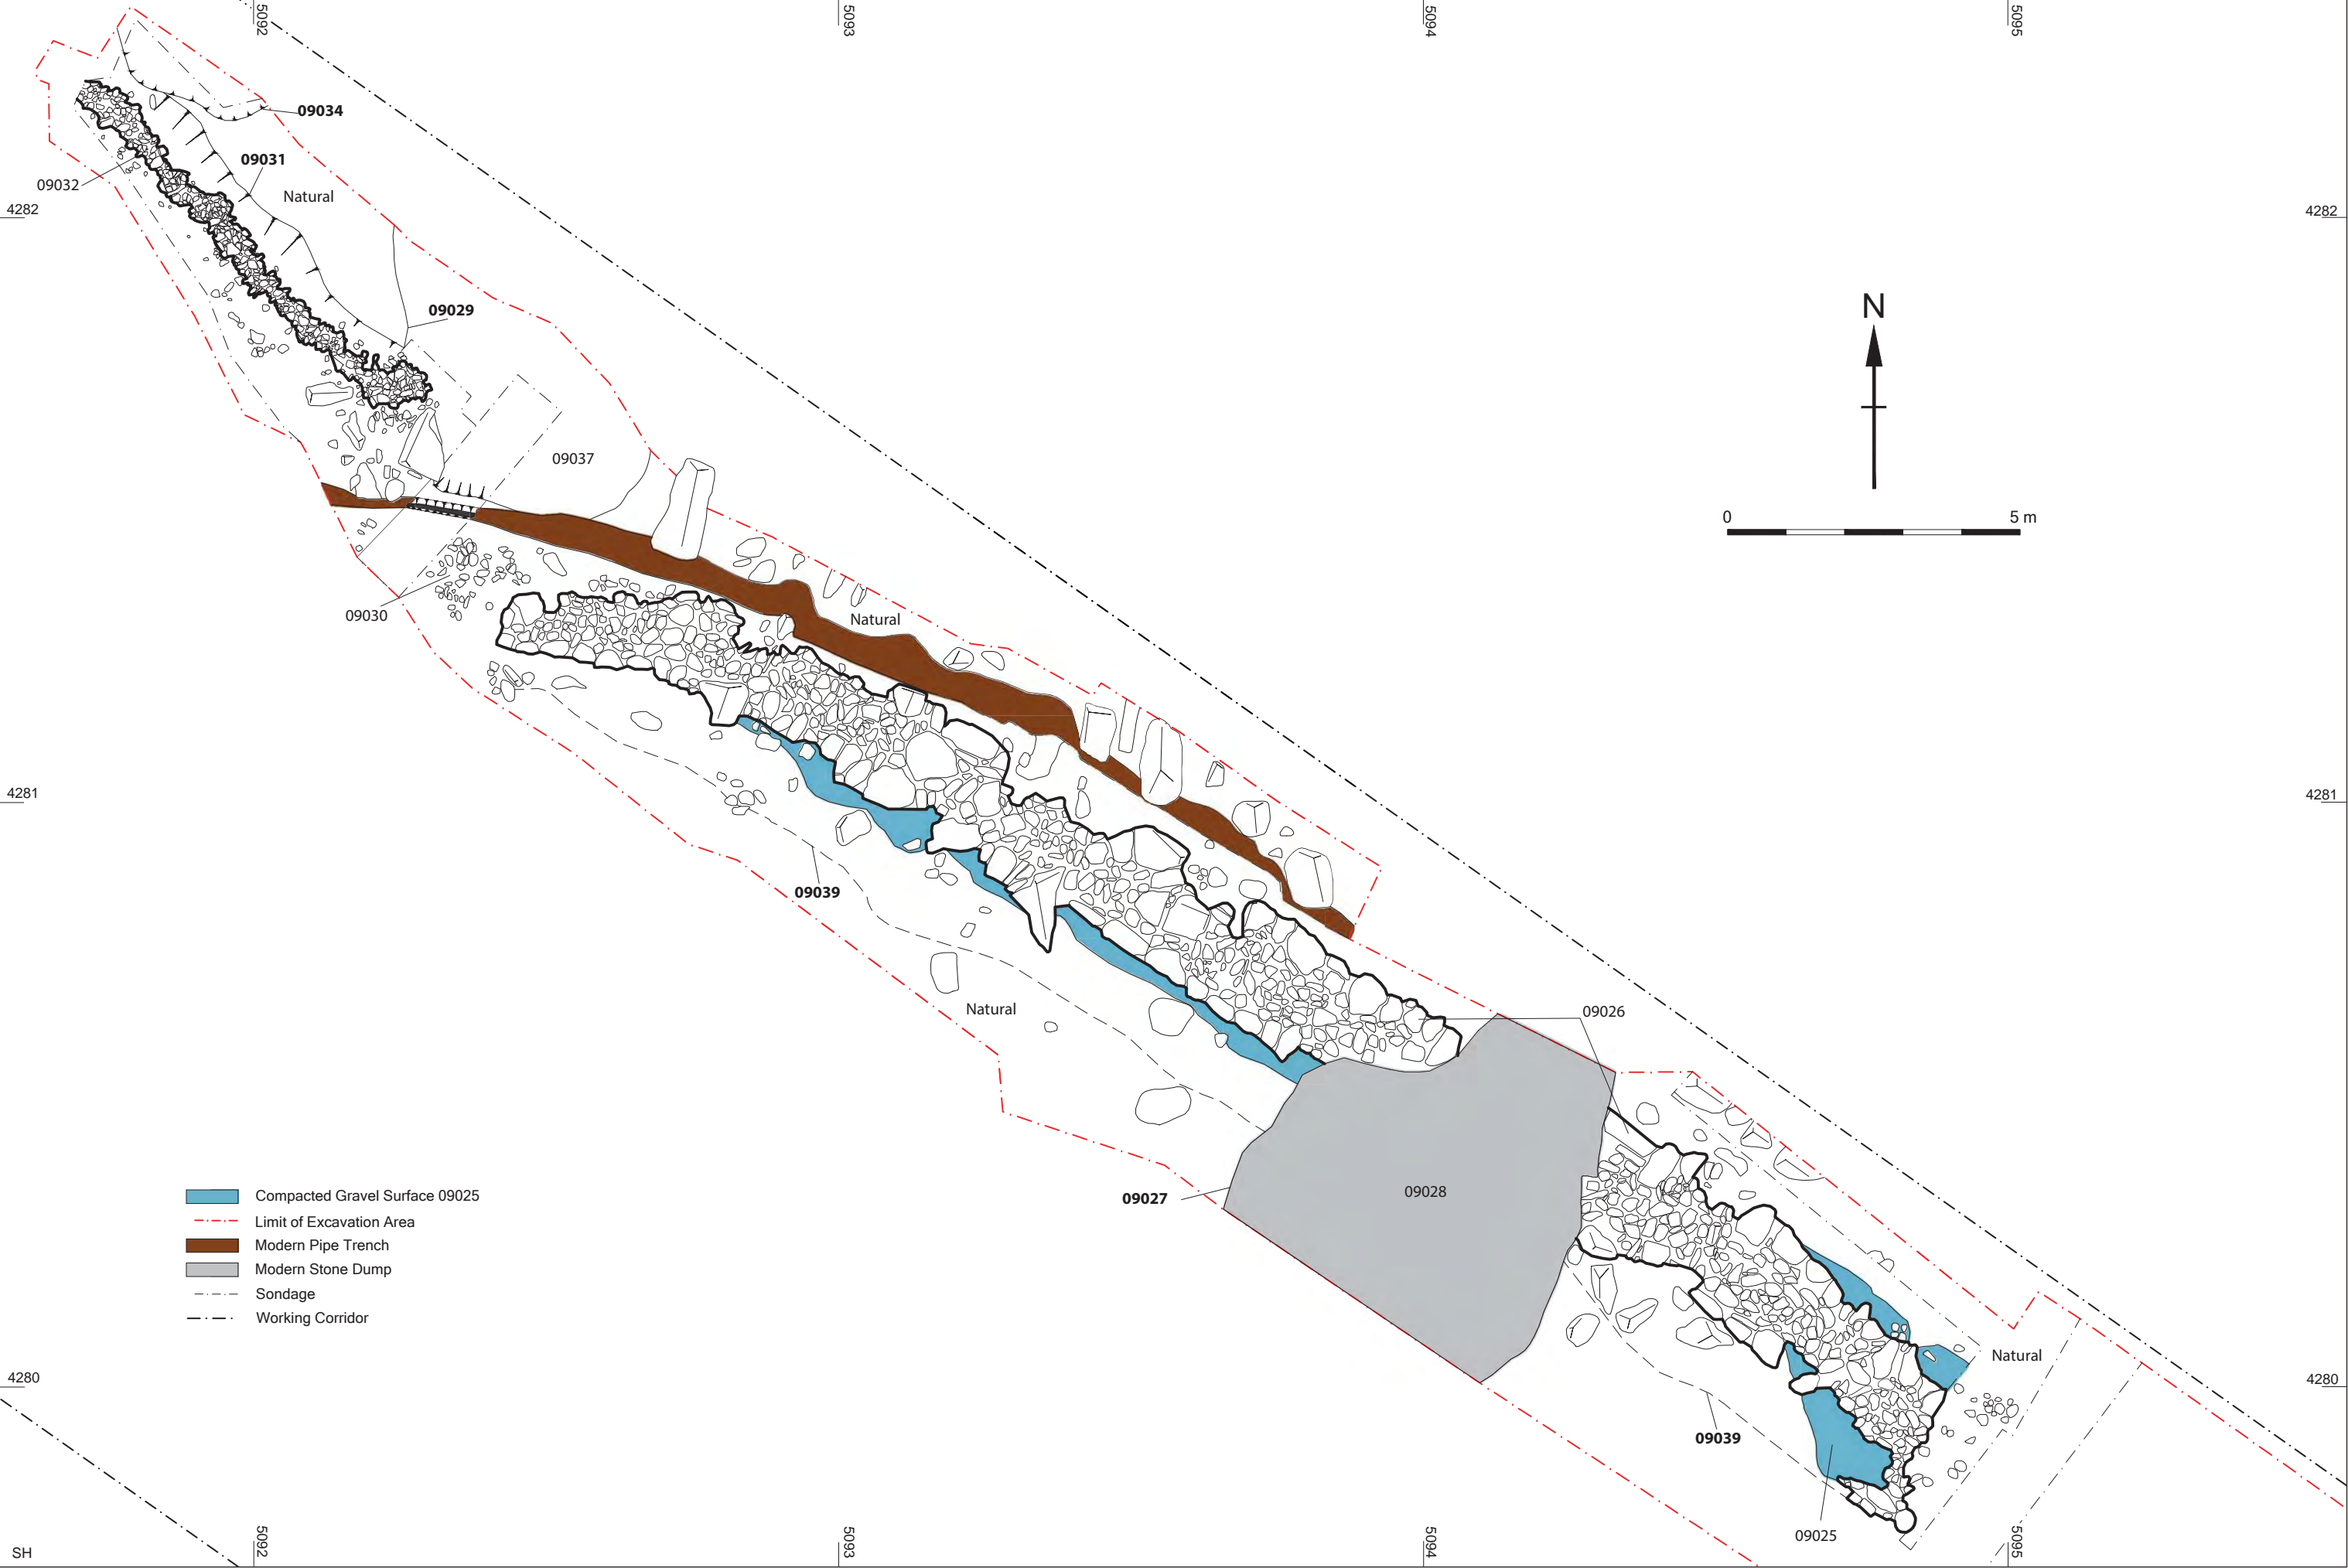 5092
5093
5094
5095
09034
09031
09032
Natural
4282
4282
09029
N
09037
0
5 m
09030
Natural
4281
4281
09039
Natural
09026
Compacted Gravel Surface 09025
Limit of Excavation Area
Modern Pipe Trench
Modern Stone Dump
Sondage
Working Corridor
09027
09028
Natural
4280
4280
09039
09025
SH
5092
5093
5094
5095